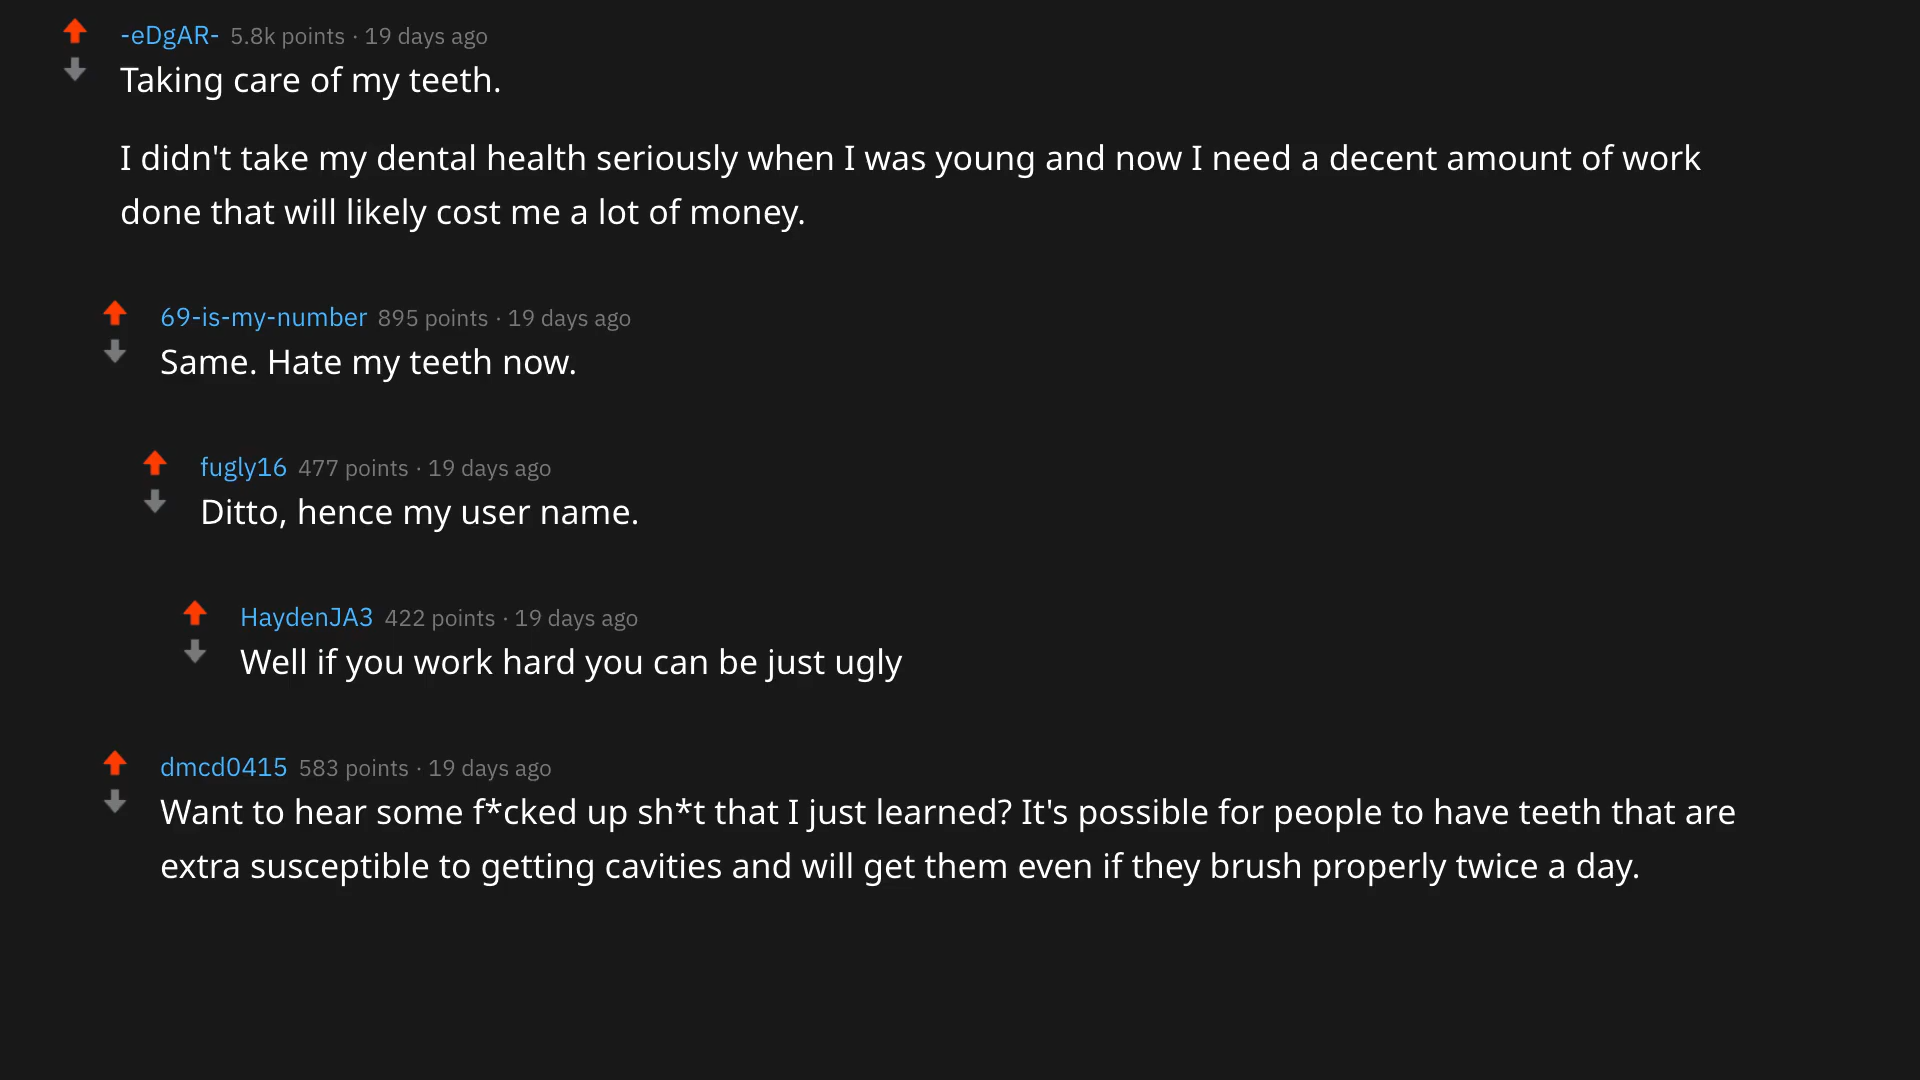 -eDgAR- 5.8k points · 19 days ago
Taking care of my teeth.
I didn't take my dental health seriously when I was young and now I need a decent amount of work
done that will likely cost me a lot of money.
69-is-my-number 895 points · 19 days ago
Same. Hate my teeth now.
fugly16 477 points · 19 days ago
Ditto, hence my user name.
HaydenJA3 422 points · 19 days ago
Well if you work hard you can be just ugly
dmcd0415 583 points · 19 days ago
Want to hear some f*cked up sh*t that I just learned? It's possible for people to have teeth that are
extra susceptible to getting cavities and will get them even if they brush properly twice a day.